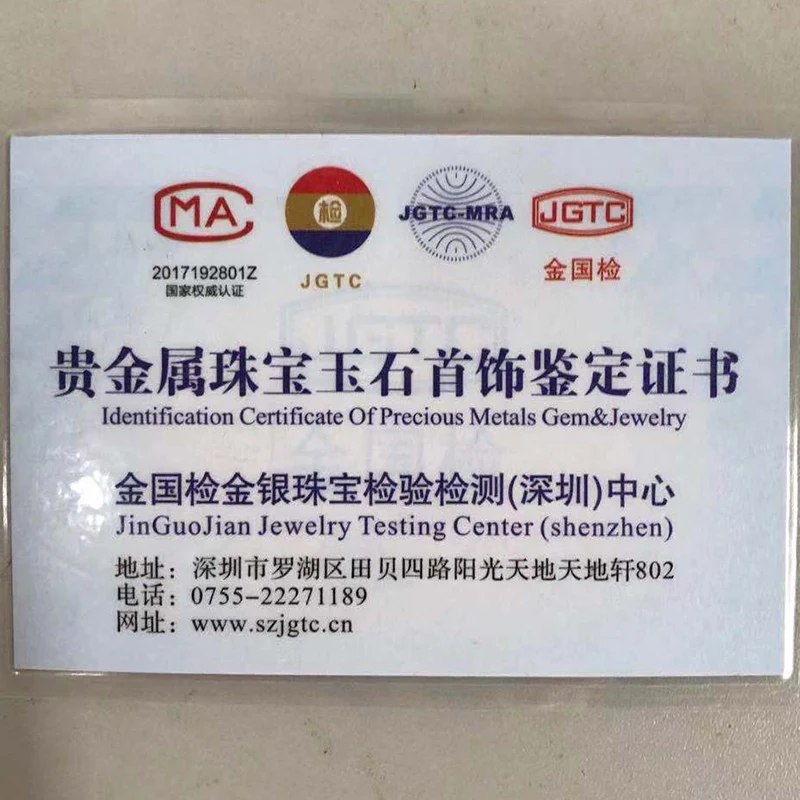 MA
检
JGTC-MRA
JGTC
2017192801Z
国家权威认证
JGTC
金国检
贵金属珠宝玉石首饰鉴定证书
Identification Certificate Of Precious Metals Gem&Jewelry
金国检金银珠宝检验检测(深圳)中心
JinGuoJian Jewelry Testing Center (shenzhen)
地址：深圳市罗湖区田贝四路阳光天地天地轩802
电话：0755-22271189
网址：www.szjgtc.cn